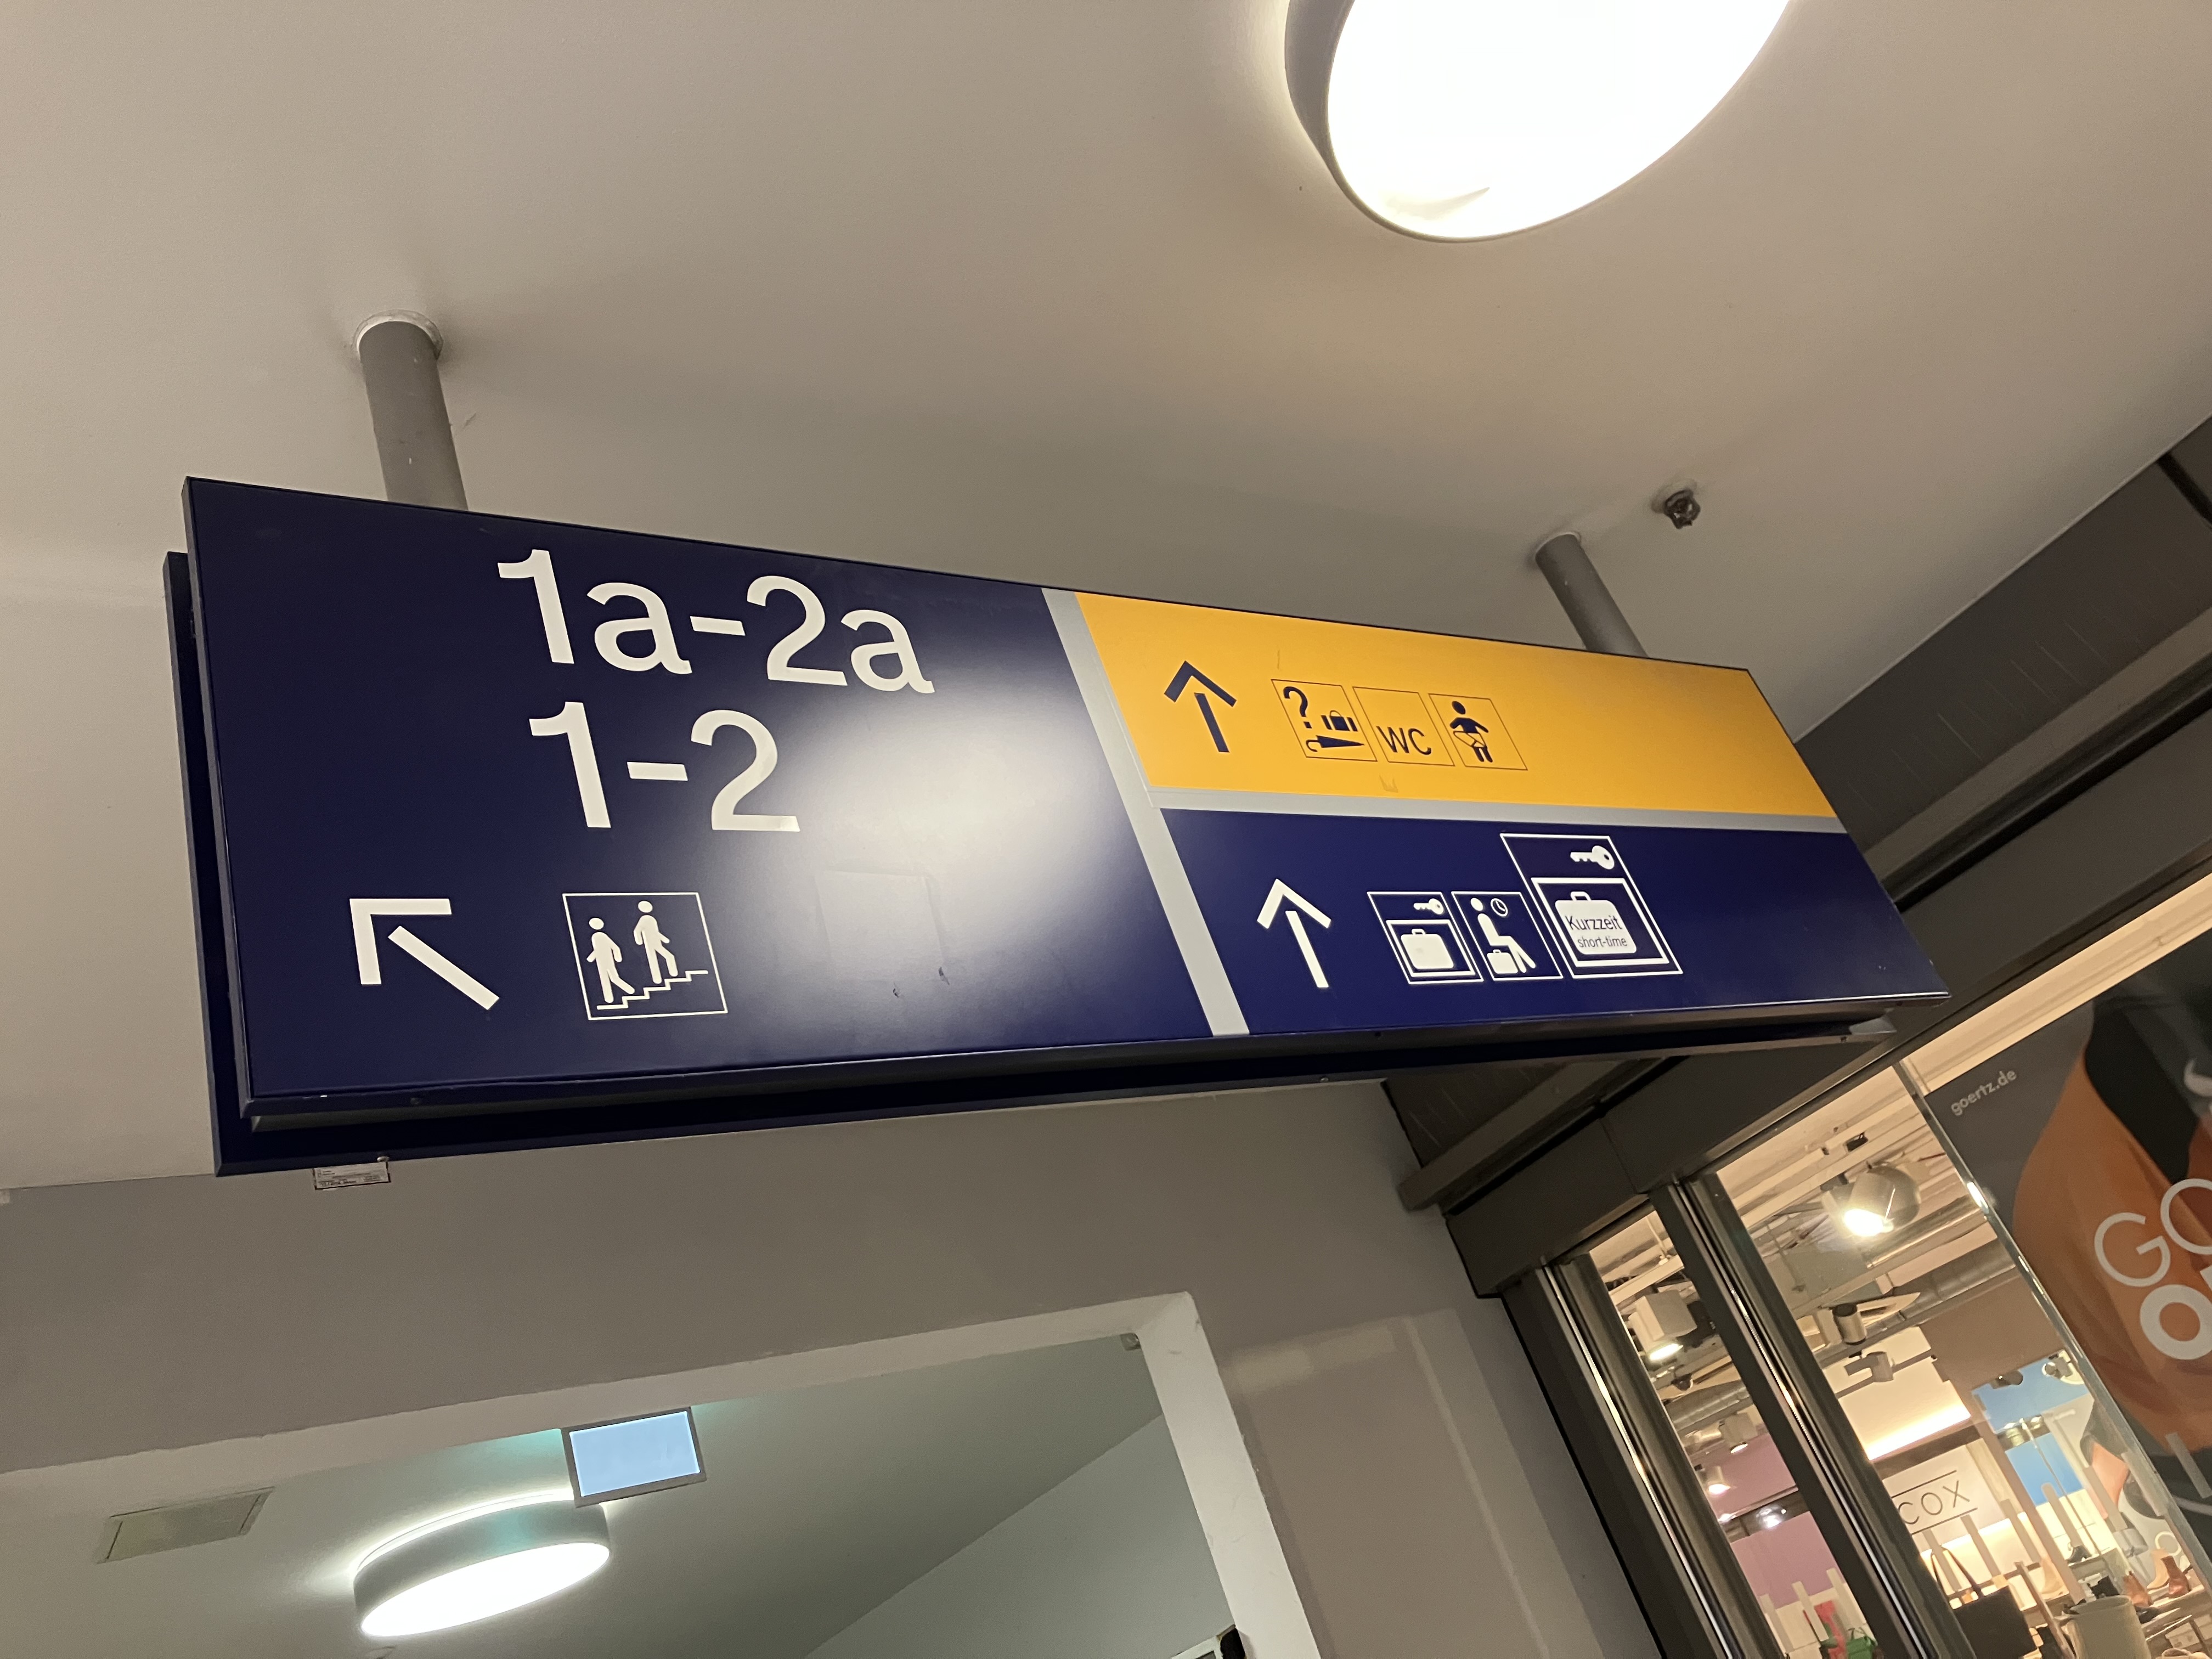 1a-2a
1-2
?
WC
Kurzzeit
short-time
goertz.de
COX